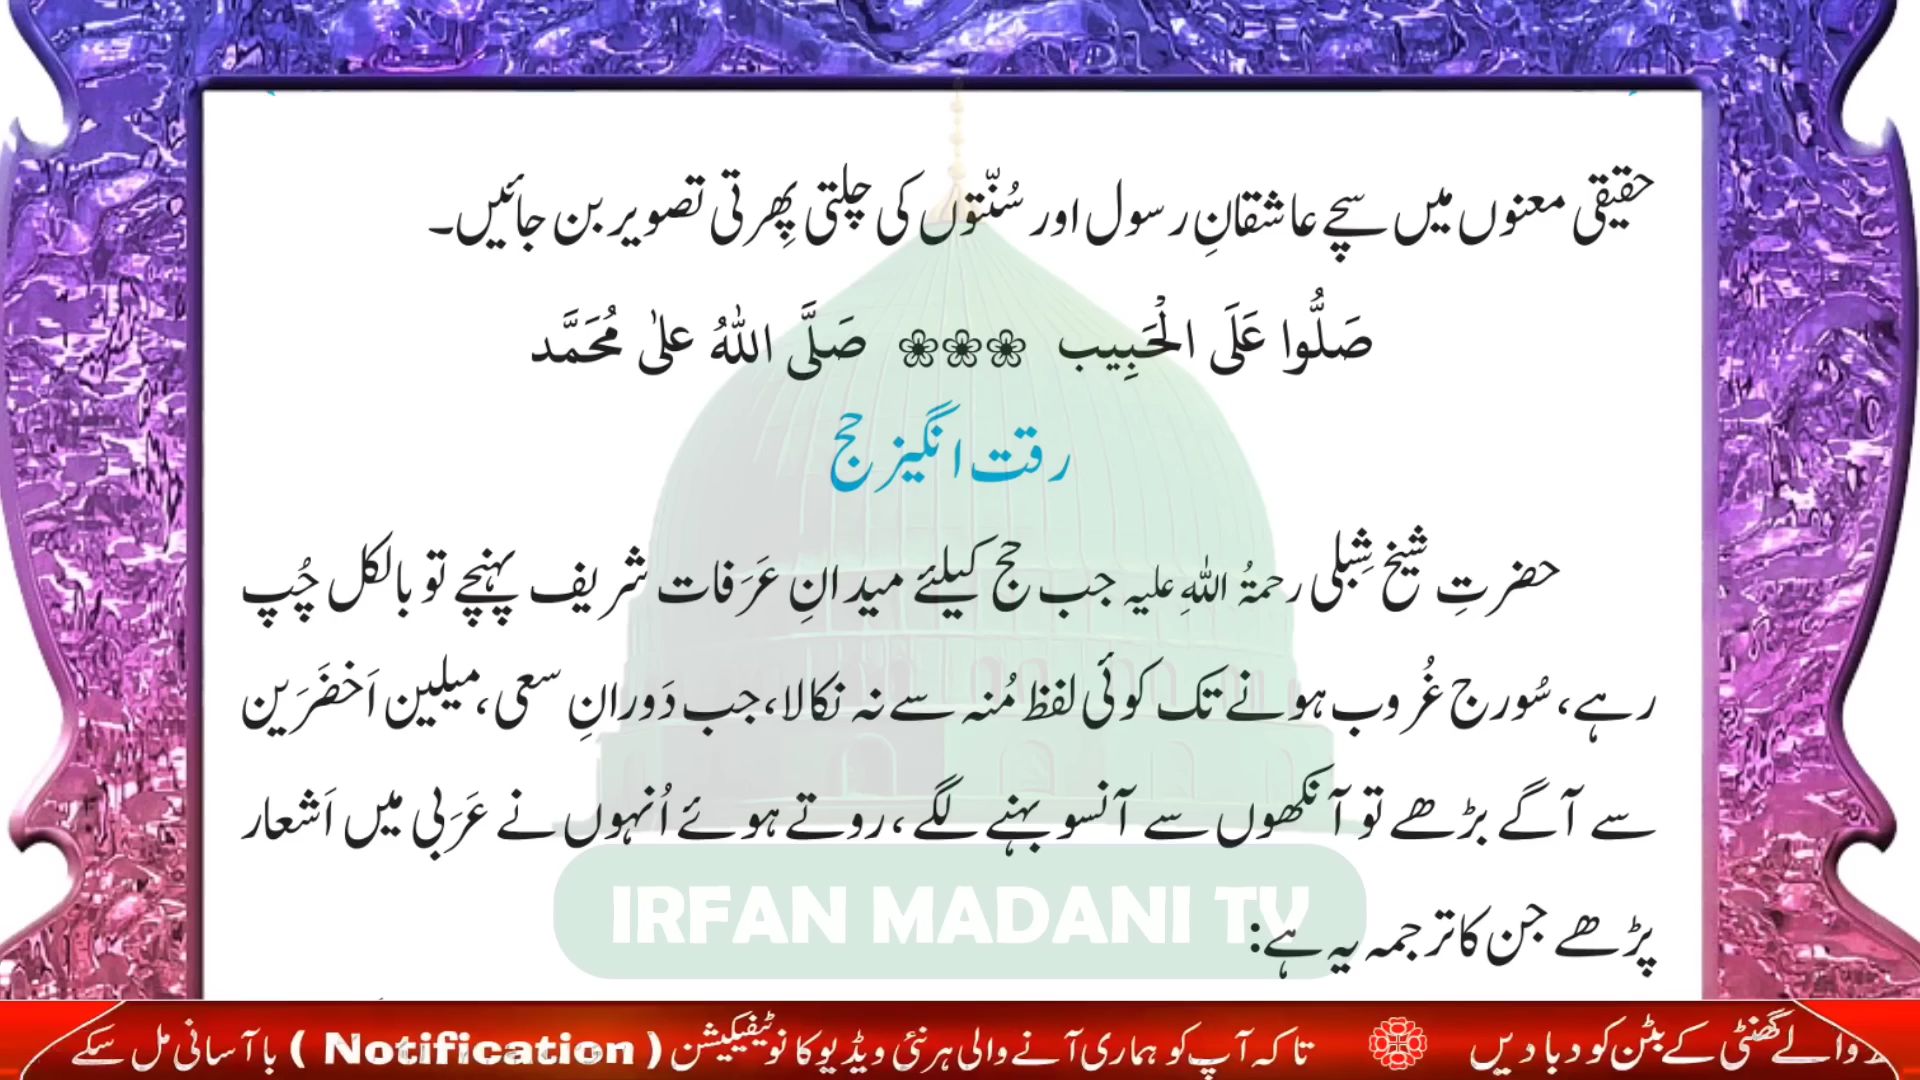 حقیقی معنوں میں سچے عاشقانِ رسول اور سُنّتوں کی چلتی پِھرتی تصویر بن جائیں۔
صَلُّوا عَلَی الْحَبِیب ❀❀❀ صَلَّی اللّٰہُ علٰی مُحَمَّد
رقت انگیز حج
حضرتِ شیخ شِبلی رحمۃُ اللّٰہِ علیہ جب حج کیلئے میدانِ عَرَفات شریف پہنچے تو بالکل چُپ
رہے، سُورج غُروب ہونے تک کوئی لفظ مُنہ سے نہ نکالا، جب دَورانِ سعی، میلین اَخضَرَین
سے آگے بڑھے تو آنکھوں سے آنسو بہنے لگے، روتے ہوئے اُنہوں نے عَرَبی میں اَشعار
پڑھے جن کا ترجمہ یہ ہے:
IRFAN MADANI TV
والے گھنٹی کے بٹن کو دبا دیں تاکہ آپ کو ہماری آنے والی ہر نئی ویڈیو کا نوٹیفیکیشن ( Notification ) با آسانی مل سکے